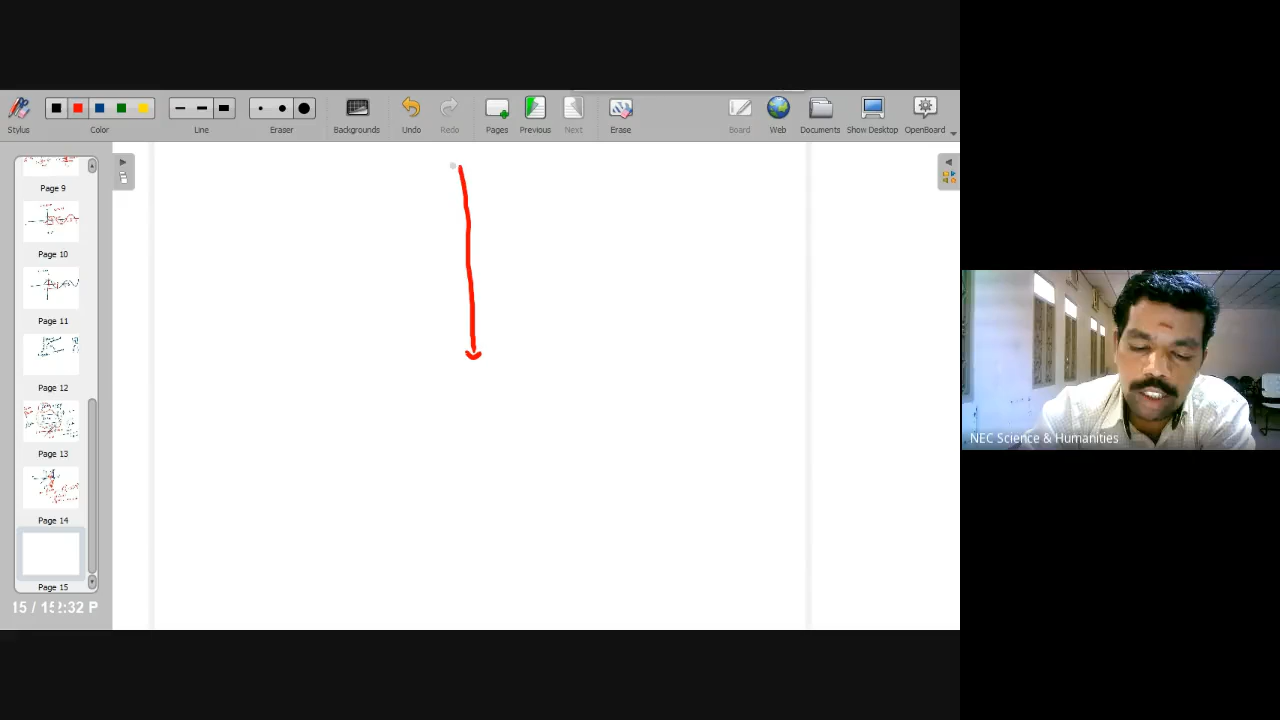 Stylus
Color
Line
Eraser
Backgrounds
Undo
Redo
Pages
Previous
Next
Erase
Board
Web
Documents
Show Desktop
OpenBoard
Page 9
Page 10
Page 11
Page 12
Page 13
Page 14
Page 15
NEC Science & Humanities